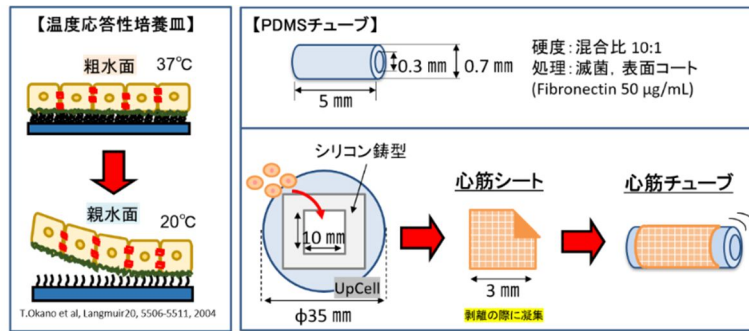 【温度応答性培養皿】
粗水面
37℃
親水面
20℃
T.Okano et al, Langmuir20, 5506-5511, 2004
【PDMSチューブ】
0.3 mm
0.7 mm
5 mm
硬度：混合比 10:1
処理：滅菌，表面コート
(Fibronectin 50 μg/mL)
シリコン鋳型
10 mm
UpCell
φ35 mm
心筋シート
3 mm
剥離の際に凝集
心筋チューブ